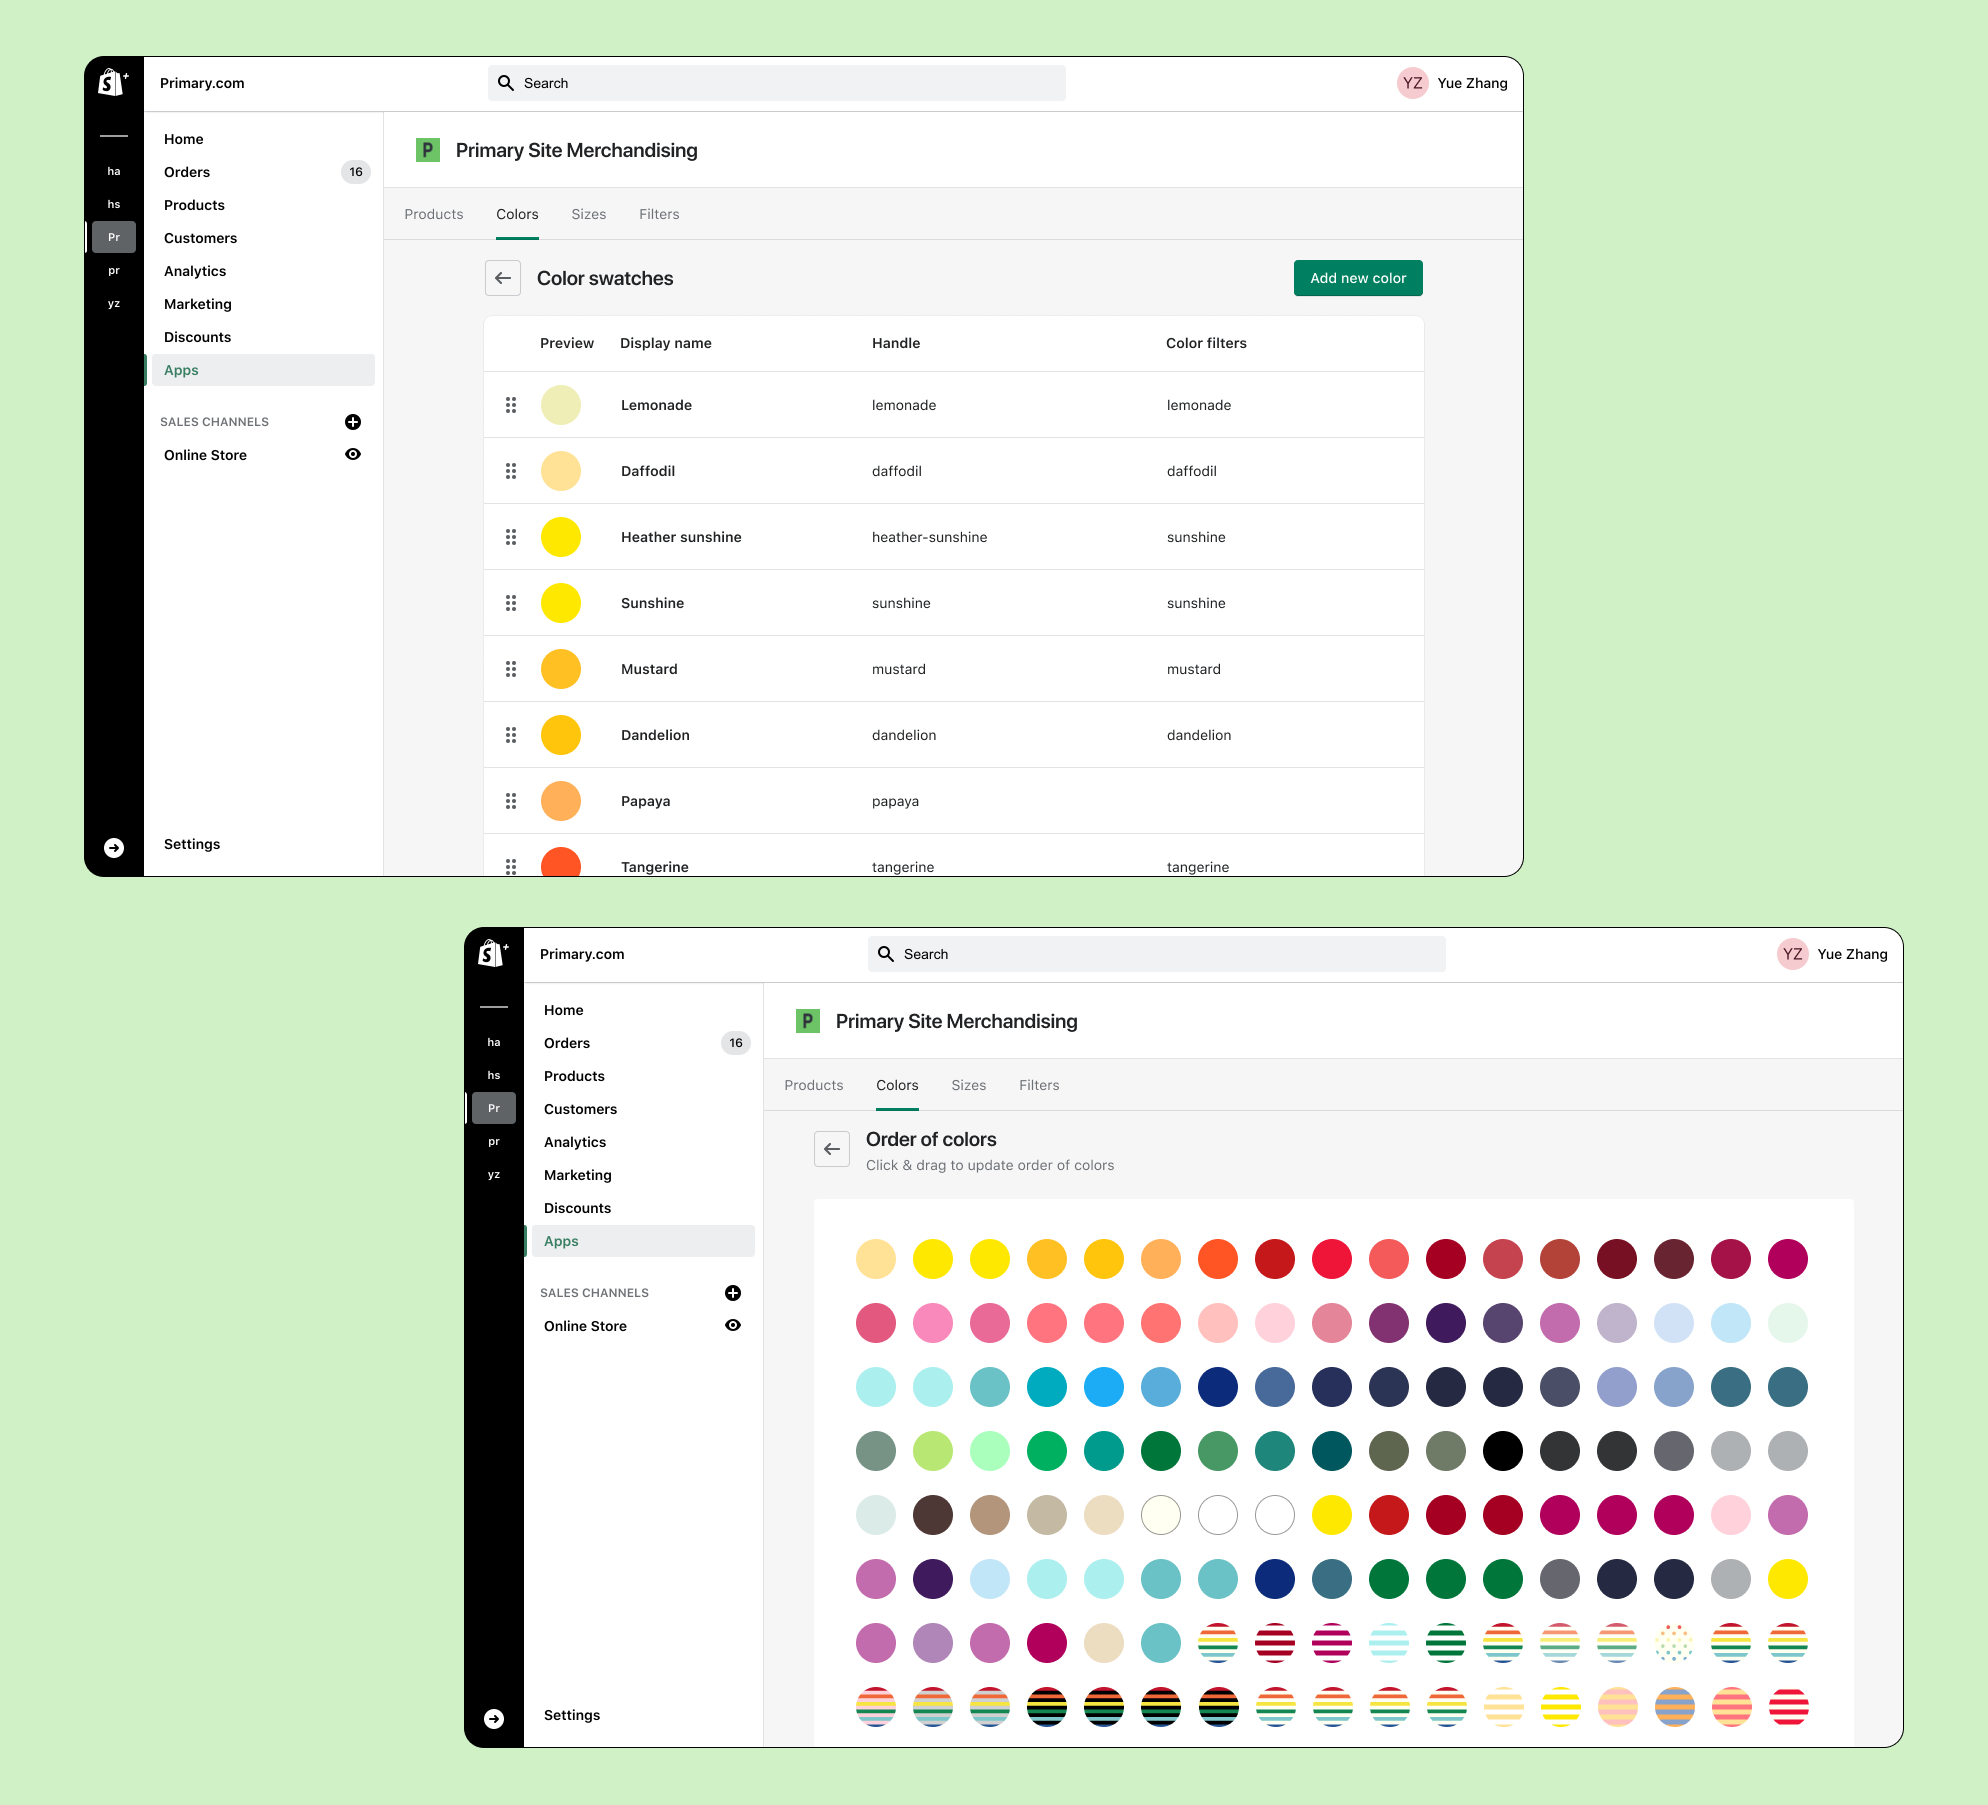 Primary.com
Search
YZ Yue Zhang
ha
hs
Pr
pr
yz
Home
Orders 16
Products
Customers
Analytics
Marketing
Discounts
Apps
SALES CHANNELS
Online Store
Settings
P Primary Site Merchandising
Products Colors Sizes Filters
Color swatches
Add new color
Preview Display name Handle Color filters
Lemonade lemonade lemonade
Daffodil daffodil daffodil
Heather sunshine heather-sunshine sunshine
Sunshine sunshine sunshine
Mustard mustard mustard
Dandelion dandelion dandelion
Papaya papaya
Tangerine tangerine tangerine
Primary.com
Search
YZ Yue Zhang
ha
hs
Pr
pr
yz
Home
Orders 16
Products
Customers
Analytics
Marketing
Discounts
Apps
SALES CHANNELS
Online Store
Settings
P Primary Site Merchandising
Products Colors Sizes Filters
Order of colors
Click & drag to update order of colors